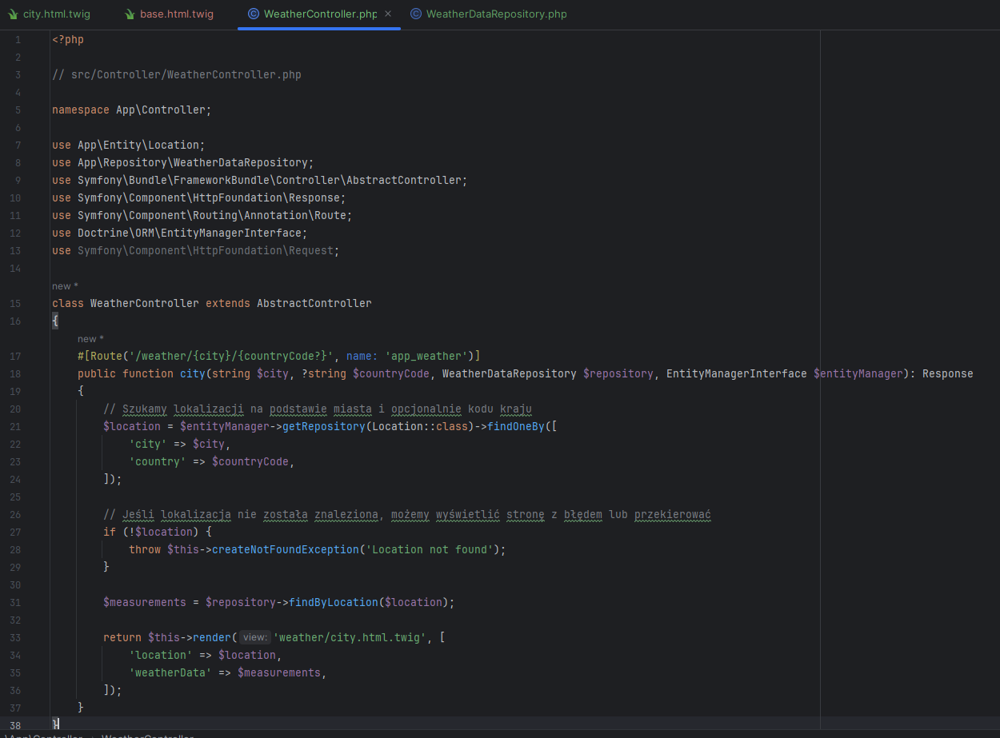 city.html.twig base.html.twig WeatherController.php WeatherDataRepository.php
1 <?php
2
3 // src/Controller/WeatherController.php
4
5 namespace App\Controller;
6
7 use App\Entity\Location;
8 use App\Repository\WeatherDataRepository;
9 use Symfony\Bundle\FrameworkBundle\Controller\AbstractController;
10 use Symfony\Component\HttpFoundation\Response;
11 use Symfony\Component\Routing\Annotation\Route;
12 use Doctrine\ORM\EntityManagerInterface;
13 use Symfony\Component\HttpFoundation\Request;
14
new *
15 class WeatherController extends AbstractController
16 {
new *
17 #[Route('/weather/{city}/{countryCode?}', name: 'app_weather')]
18 public function city(string $city, ?string $countryCode, WeatherDataRepository $repository, EntityManagerInterface $entityManager): Response
19 {
20 // Szukamy lokalizacji na podstawie miasta i opcjonalnie kodu kraju
21 $location = $entityManager->getRepository(Location::class)->findOneBy([
22 'city' => $city,
23 'country' => $countryCode,
24 ]);
25
26 // Jeśli lokalizacja nie została znaleziona, możemy wyświetlić stronę z błędem lub przekierować
27 if (!$location) {
28 throw $this->createNotFoundException('Location not found');
29 }
30
31 $measurements = $repository->findByLocation($location);
32
33 return $this->render( view: 'weather/city.html.twig', [
34 'location' => $location,
35 'weatherData' => $measurements,
36 ]);
37 }
38 }
\App\Controller > WeatherController